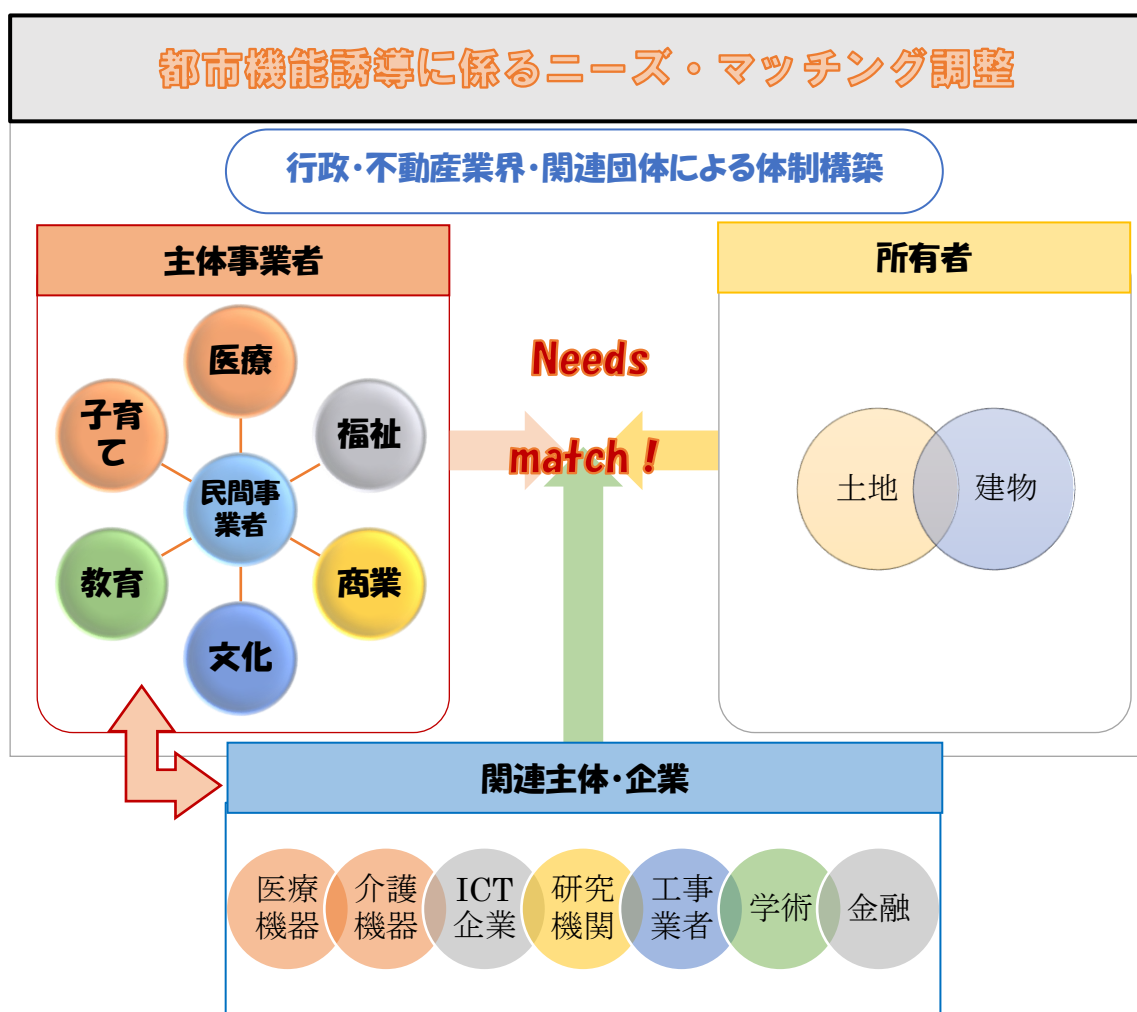 都市機能誘導に係るニーズ・マッチング調整
行政・不動産業界・関連団体による体制構築
主体事業者
医療
福祉
商業
文化
教育
子育
て
民間事
業者
Needs
match！
所有者
土地
建物
関連主体・企業
医療
機器
介護
機器
ICT
企業
研究
機関
工事
業者
学術
金融